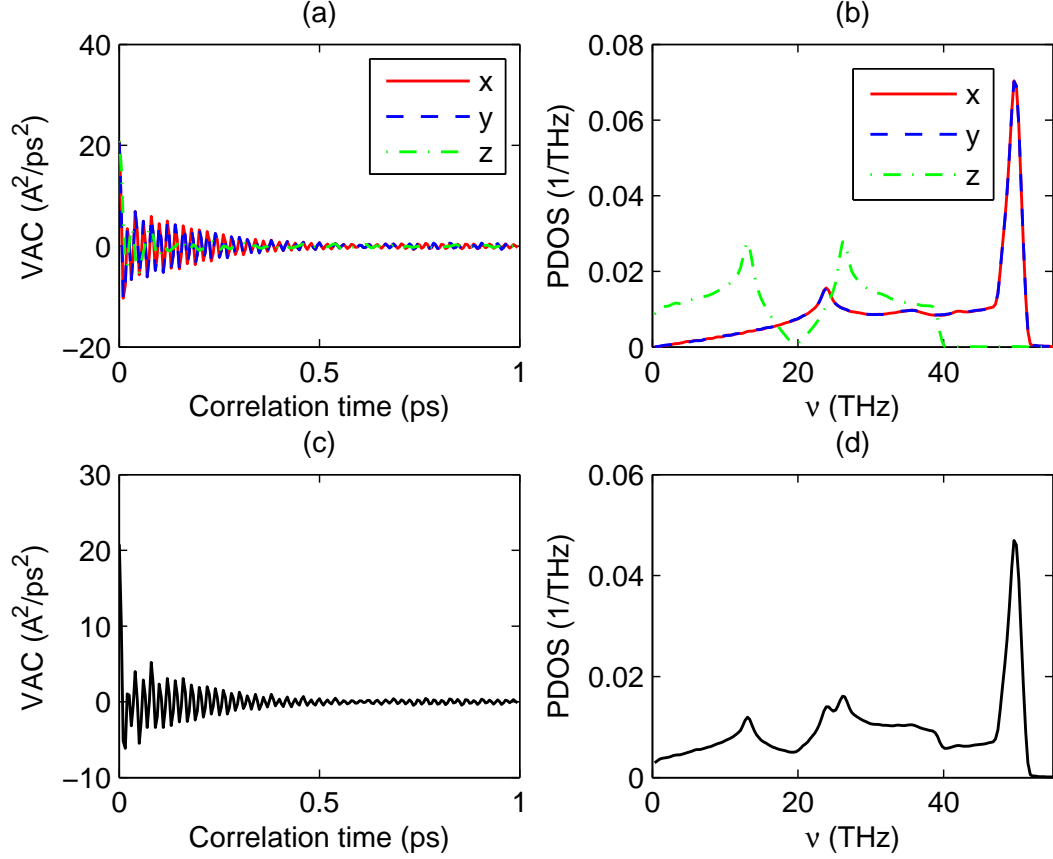 (a)
40
20
0
−20
VAC (A²/ps²)
x
y
z
0
0.5
1
Correlation time (ps)
(b)
0.08
0.06
0.04
0.02
0
PDOS (1/THz)
x
y
z
0
20
40
ν (THz)
(c)
30
20
10
0
−10
VAC (A²/ps²)
0
0.5
1
Correlation time (ps)
(d)
0.06
0.04
0.02
0
PDOS (1/THz)
0
20
40
ν (THz)